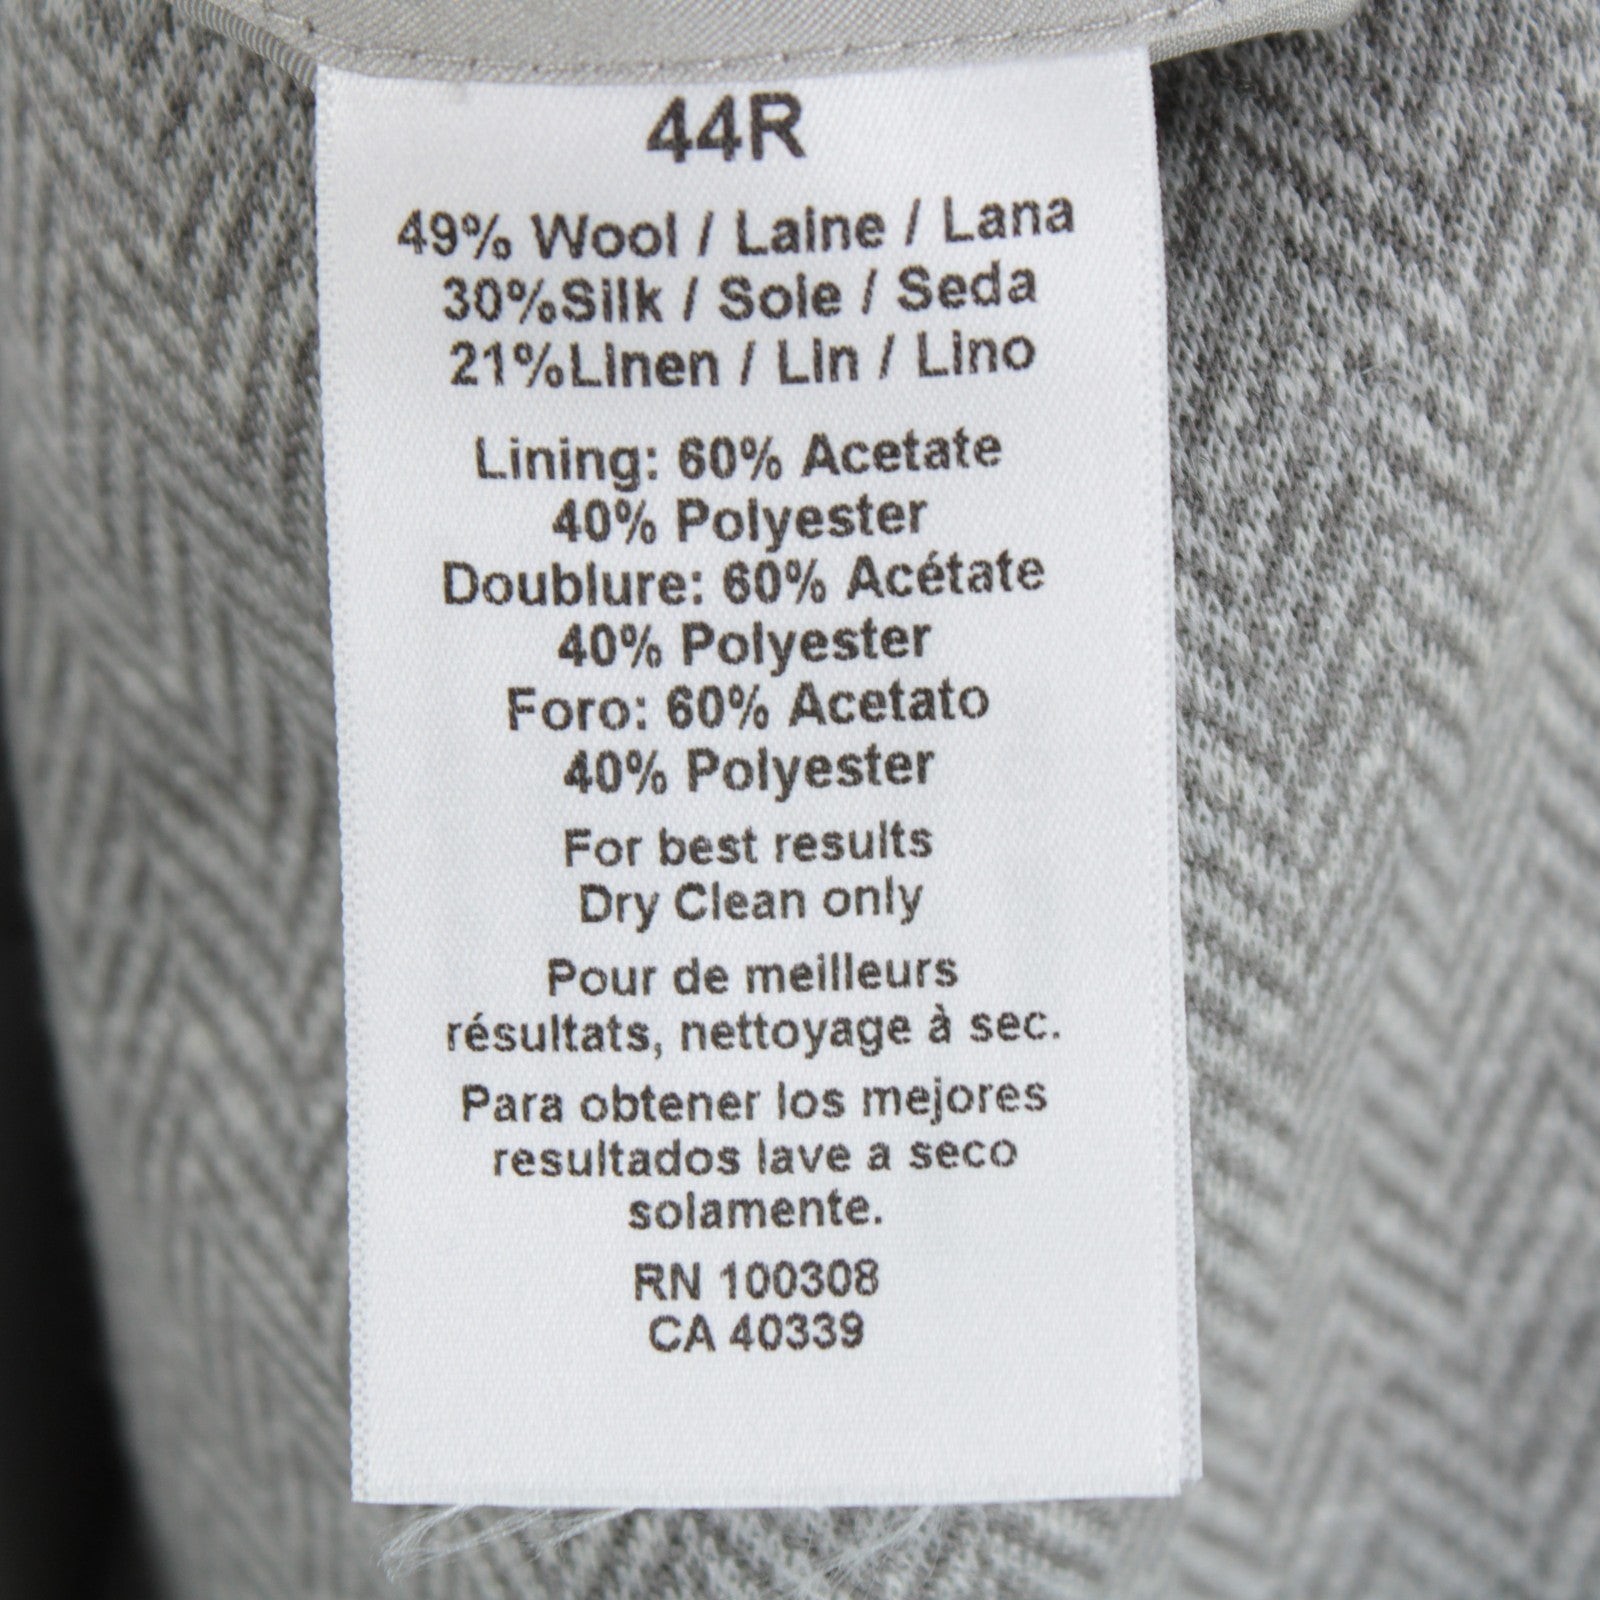 44R
49% Wool / Laine / Lana
30%Silk / Soie / Seda
21%Linen / Lin / Lino
Lining: 60% Acetate
40% Polyester
Doublure: 60% Acétate
40% Polyester
Foro: 60% Acetato
40% Polyester
For best results
Dry Clean only
Pour de meilleurs
résultats, nettoyage à sec.
Para obtener los mejores
resultados lave a seco
solamente.
RN 100308
CA 40339